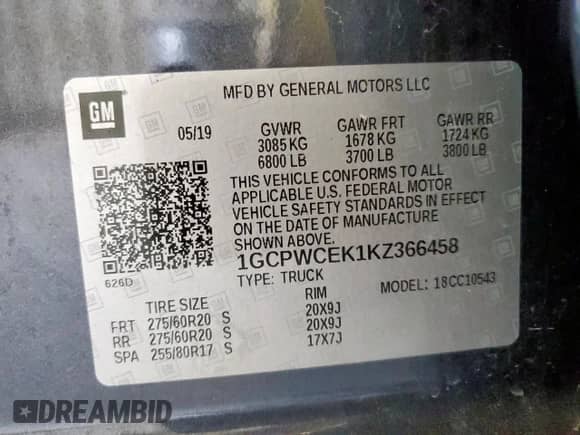 MFD BY GENERAL MOTORS LLC
GM
05/19 GVWR GAWR FRT GAWR RR
3085 KG 1678 KG 1724 KG
6800 LB 3700 LB 3800 LB
THIS VEHICLE CONFORMS TO ALL
APPLICABLE U.S. FEDERAL MOTOR
VEHICLE SAFETY STANDARDS IN EFFECT
ON THE DATE OF MANUFACTURE
SHOWN ABOVE.
1GCPWCEK1KZ366458
626D TYPE: TRUCK MODEL: 18CC10543
TIRE SIZE RIM
FRT 275/60R20 S 20X9J
RR 275/60R20 S 20X9J
SPA 255/80R17 S 17X7J
DREAMBID